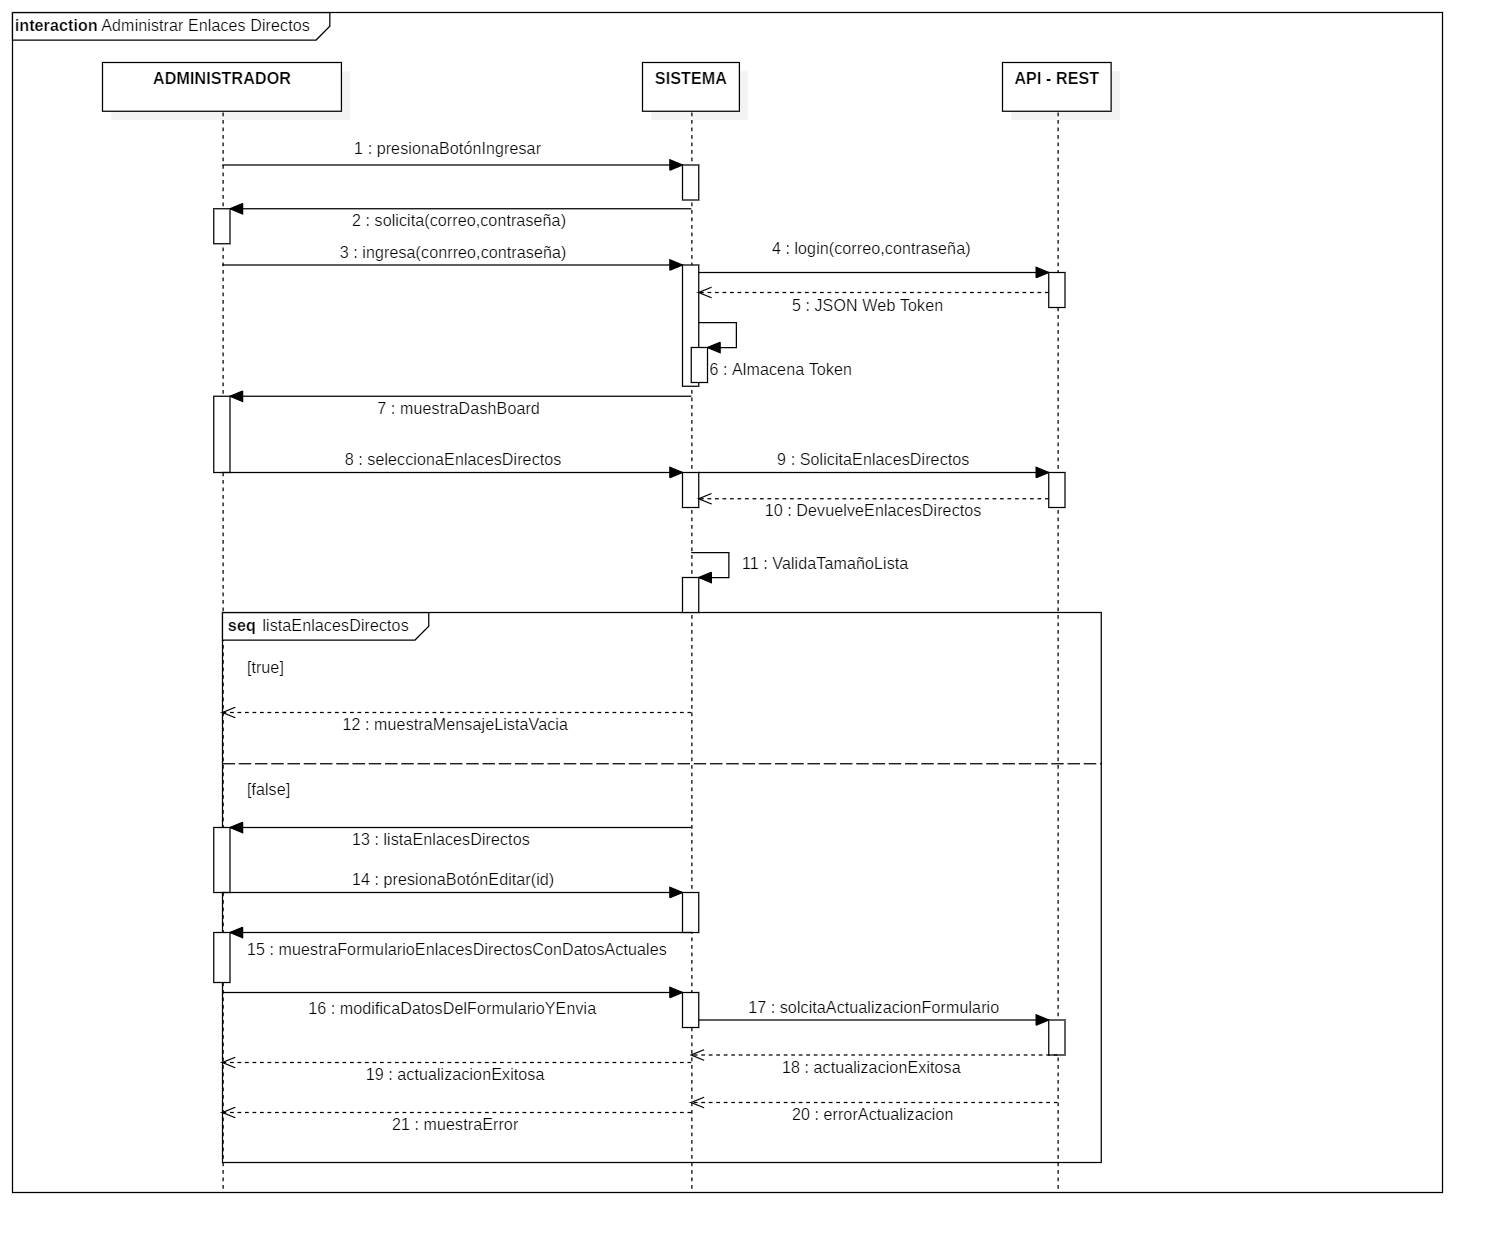 interaction Administrar Enlaces Directos
ADMINISTRADOR
SISTEMA
API - REST
1 : presionaBotónIngresar
2 : solicita(correo,contraseña)
3 : ingresa(conrreo,contraseña)
4 : login(correo,contraseña)
5 : JSON Web Token
6 : Almacena Token
7 : muestraDashBoard
8 : seleccionaEnlacesDirectos
9 : SolicitaEnlacesDirectos
10 : DevuelveEnlacesDirectos
11 : ValidaTamañoLista
seq listaEnlacesDirectos
[true]
12 : muestraMensajeListaVacia
[false]
13 : listaEnlacesDirectos
14 : presionaBotónEditar(id)
15 : muestraFormularioEnlacesDirectosConDatosActuales
16 : modificaDatosDelFormularioYEnvia
17 : solcitaActualizacionFormulario
18 : actualizacionExitosa
19 : actualizacionExitosa
20 : errorActualizacion
21 : muestraError